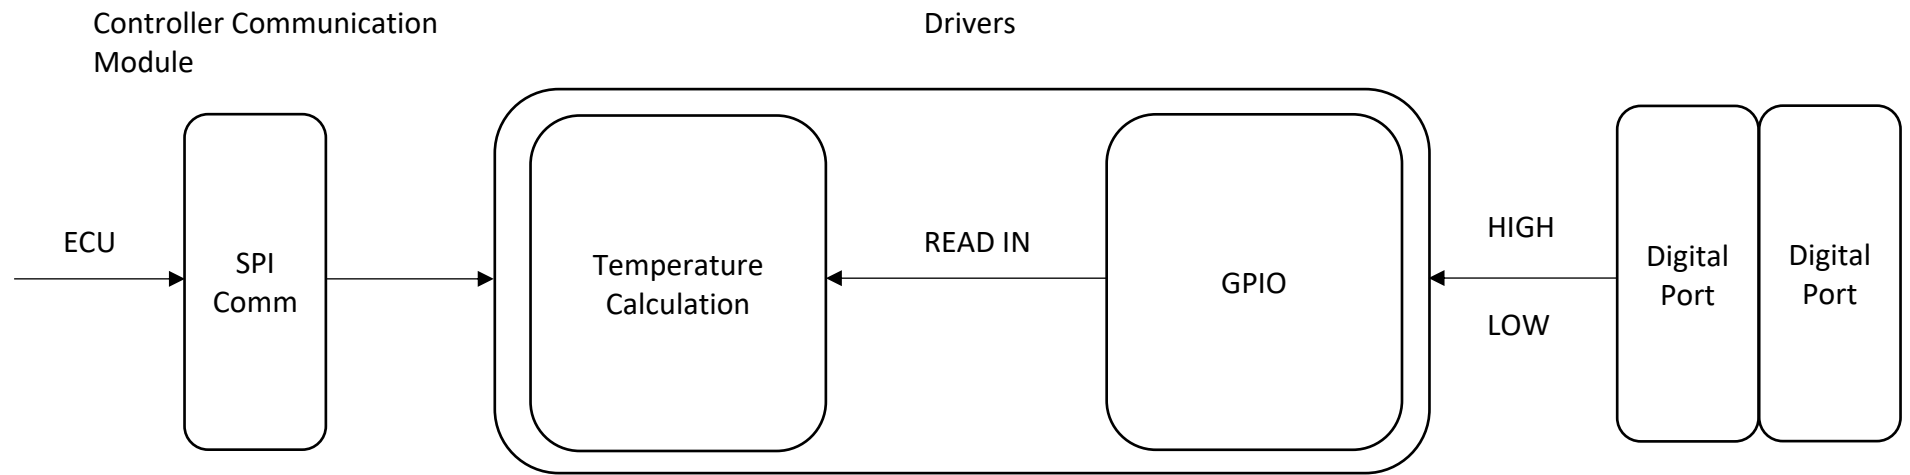 Controller Communication
Module
Drivers
ECU
SPI
Comm
Temperature
Calculation
READ IN
GPIO
HIGH
LOW
Digital
Port
Digital
Port